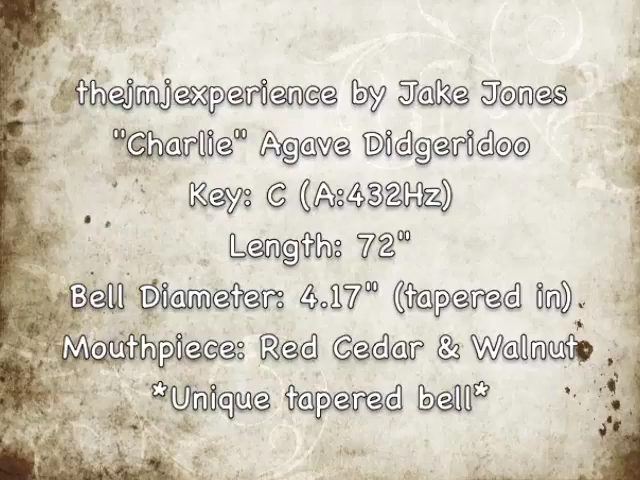 thejmjexperience by Jake Jones
"Charlie" Agave Didgeridoo
Key: C (A:432Hz)
Length: 72"
Bell Diameter: 4.17" (tapered in)
Mouthpiece: Red Cedar & Walnut
*Unique tapered bell*